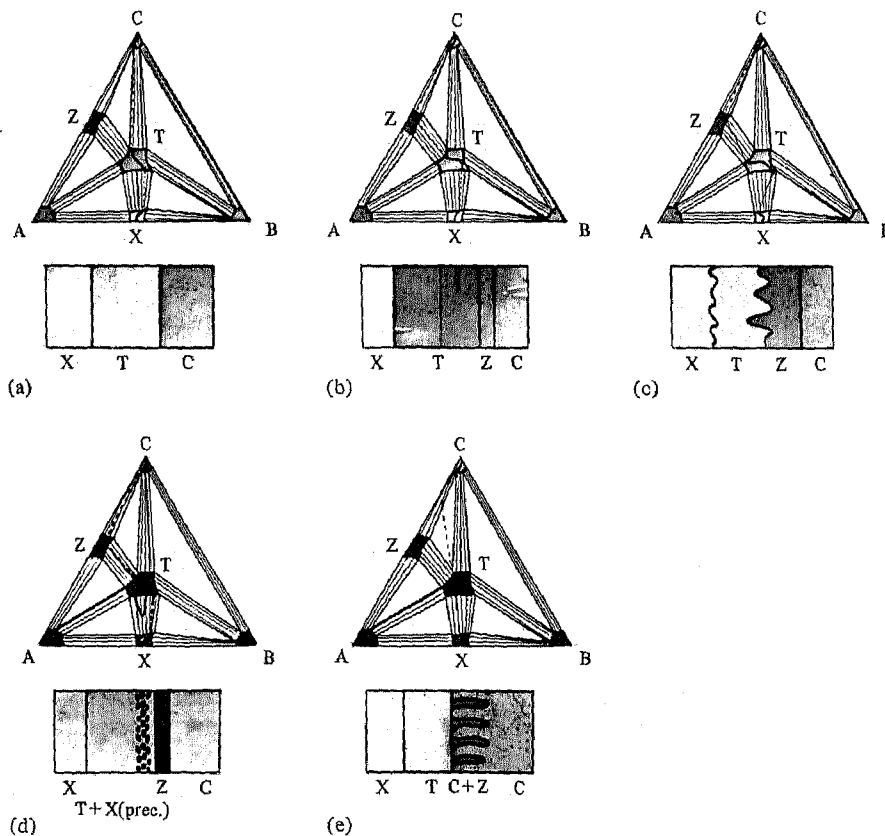 C C C
Z T Z T Z T
A X B A X B A X B
X T C X T Z C X T Z C
(a) (b) (c)
C C
Z T Z T
A X B A X B
X Z C X T C+Z C
T+X(prec.)
(d) (e)